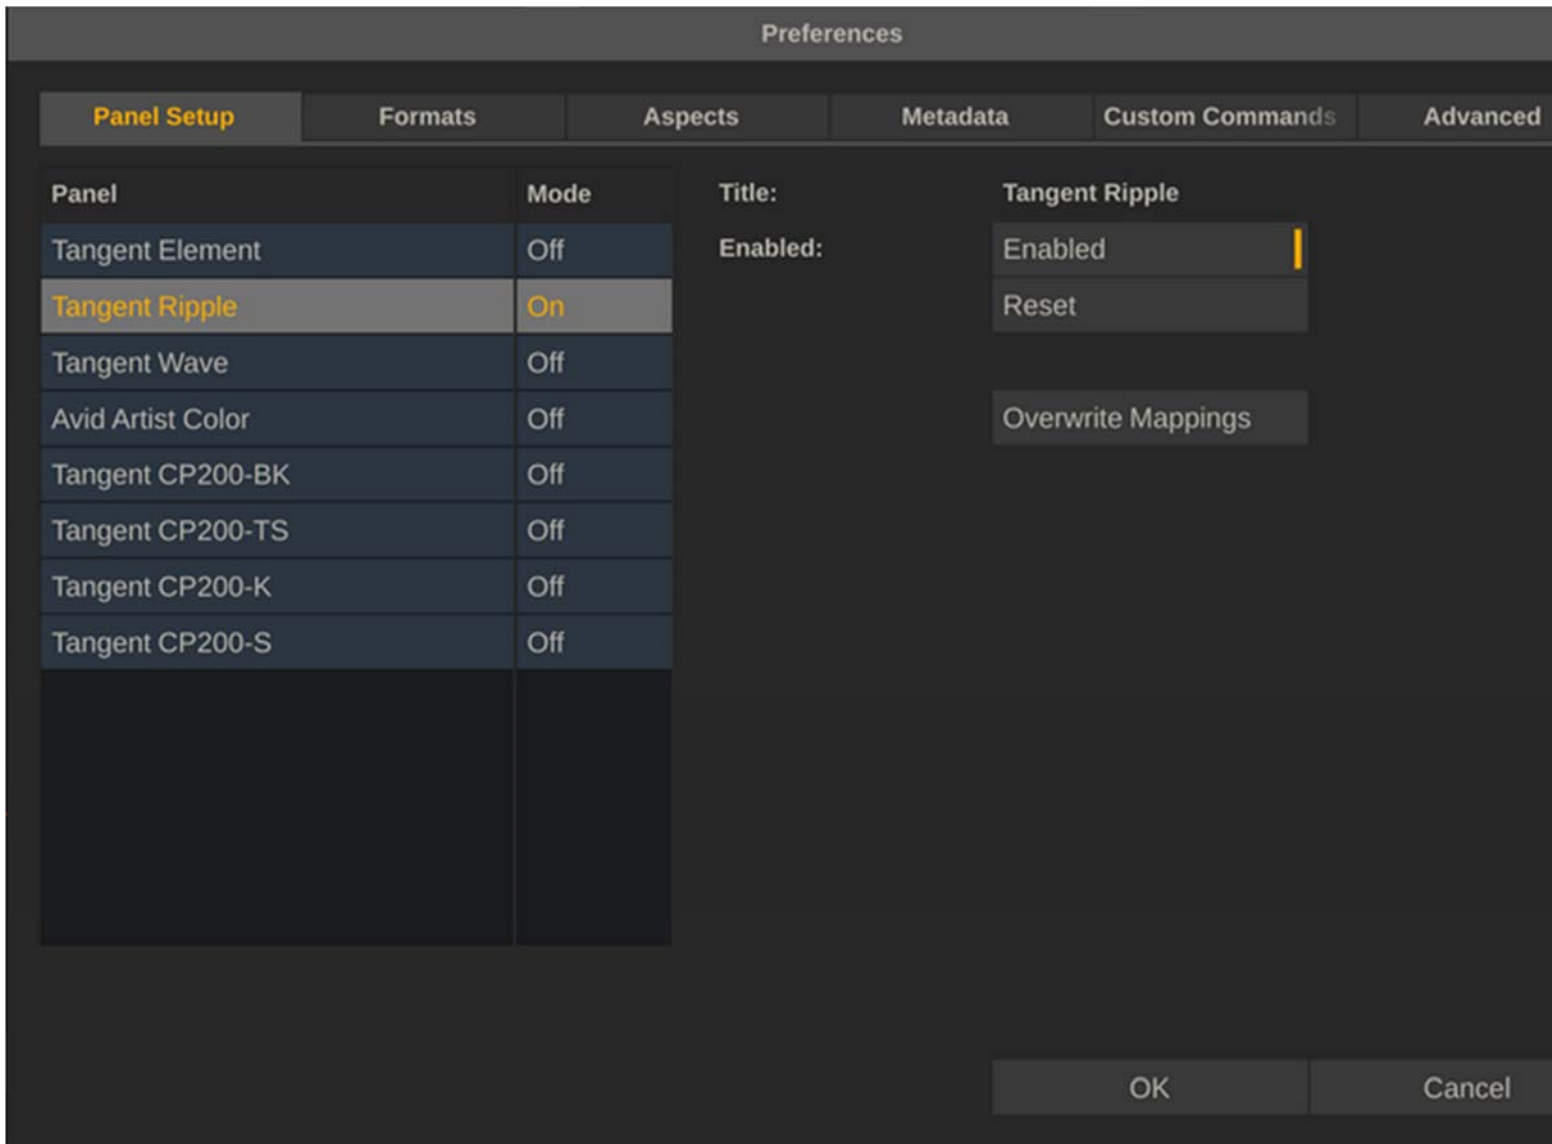 Preferences
Panel Setup Formats Aspects Metadata Custom Commands Advanced
Panel Mode Title: Tangent Ripple
Tangent Element Off Enabled: Enabled
Tangent Ripple On Reset
Tangent Wave Off
Avid Artist Color Off Overwrite Mappings
Tangent CP200-BK Off
Tangent CP200-TS Off
Tangent CP200-K Off
Tangent CP200-S Off
OK Cancel